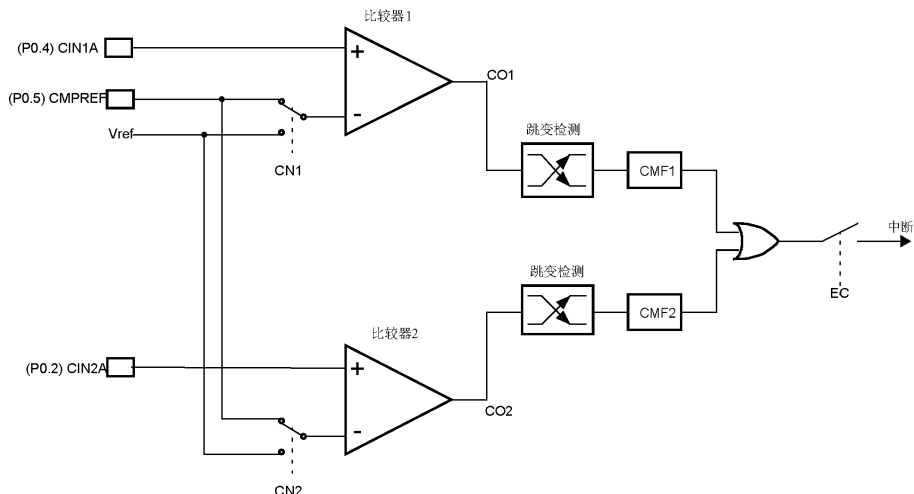 比较器1
(P0.4) CIN1A
+
CO1
(P0.5) CMPREF
-
Vref
跳变检测
CN1
CMF1
中断
跳变检测
EC
CMF2
比较器2
(P0.2) CIN2A
+
CO2
-
CN2